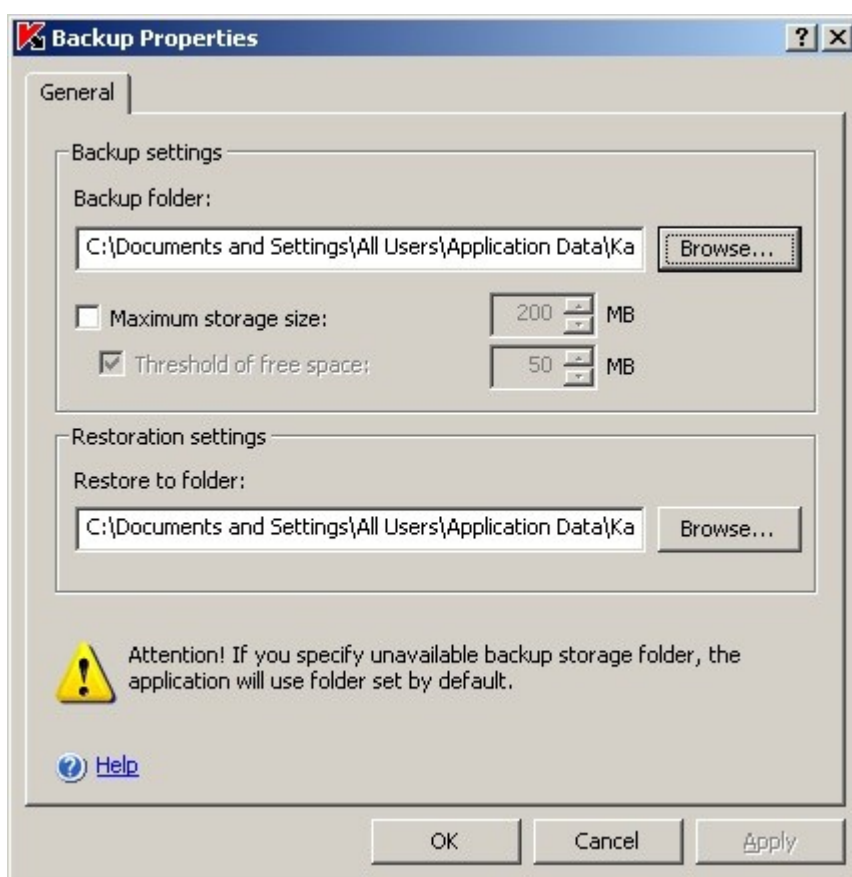 Backup Properties
General
Backup settings
Backup folder:
C:\Documents and Settings\All Users\Application Data\Ka
Browse...
Maximum storage size: 200 MB
Threshold of free space: 50 MB
Restoration settings
Restore to folder:
C:\Documents and Settings\All Users\Application Data\Ka
Browse...
Attention! If you specify unavailable backup storage folder, the
application will use folder set by default.
Help
OK Cancel Apply